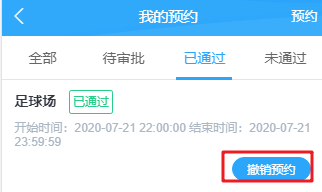 我的预约 预约
全部 待审批 已通过 未通过
足球场 已通过
开始时间：2020-07-21 22:00:00 结束时间：2020-07-21
23:59:59
撤销预约